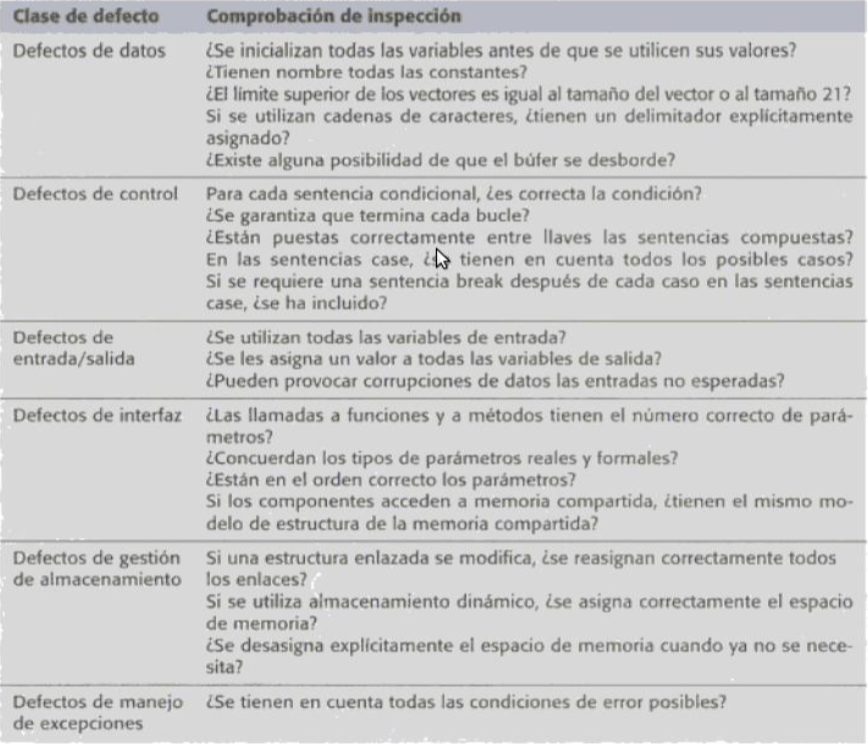 Clase de defecto Comprobación de inspección
Defectos de datos ¿Se inicializan todas las variables antes de que se utilicen sus valores?
¿Tienen nombre todas las constantes?
¿El límite superior de los vectores es igual al tamaño del vector o al tamaño 21?
Si se utilizan cadenas de caracteres, ¿tienen un delimitador explícitamente
asignado?
¿Existe alguna posibilidad de que el búfer se desborde?
Defectos de control Para cada sentencia condicional, ¿es correcta la condición?
¿Se garantiza que termina cada bucle?
¿Están puestas correctamente entre llaves las sentencias compuestas?
En las sentencias case, tienen en cuenta todos los posibles casos?
Si se requiere una sentencia break después de cada caso en las sentencias
case, ¿se ha incluido?
Defectos de ¿Se utilizan todas las variables de entrada?
entrada/salida ¿Se les asigna un valor a todas las variables de salida?
¿Pueden provocar corrupciones de datos las entradas no esperadas?
Defectos de interfaz ¿Las llamadas a funciones y a métodos tienen el número correcto de pará-
metros?
¿Concuerdan los tipos de parámetros reales y formales?
¿Están en el orden correcto los parámetros?
Si los componentes acceden a memoria compartida, ¿tienen el mismo mo-
delo de estructura de la memoria compartida?
Defectos de gestión Si una estructura enlazada se modifica, ¿se reasignan correctamente todos
de almacenamiento los enlaces?
Si se utiliza almacenamiento dinámico, ¿se asigna correctamente el espacio
de memoria?
¿Se desasigna explícitamente el espacio de memoria cuando ya no se nece-
sita?
Defectos de manejo ¿Se tienen en cuenta todas las condiciones de error posibles?
de excepciones